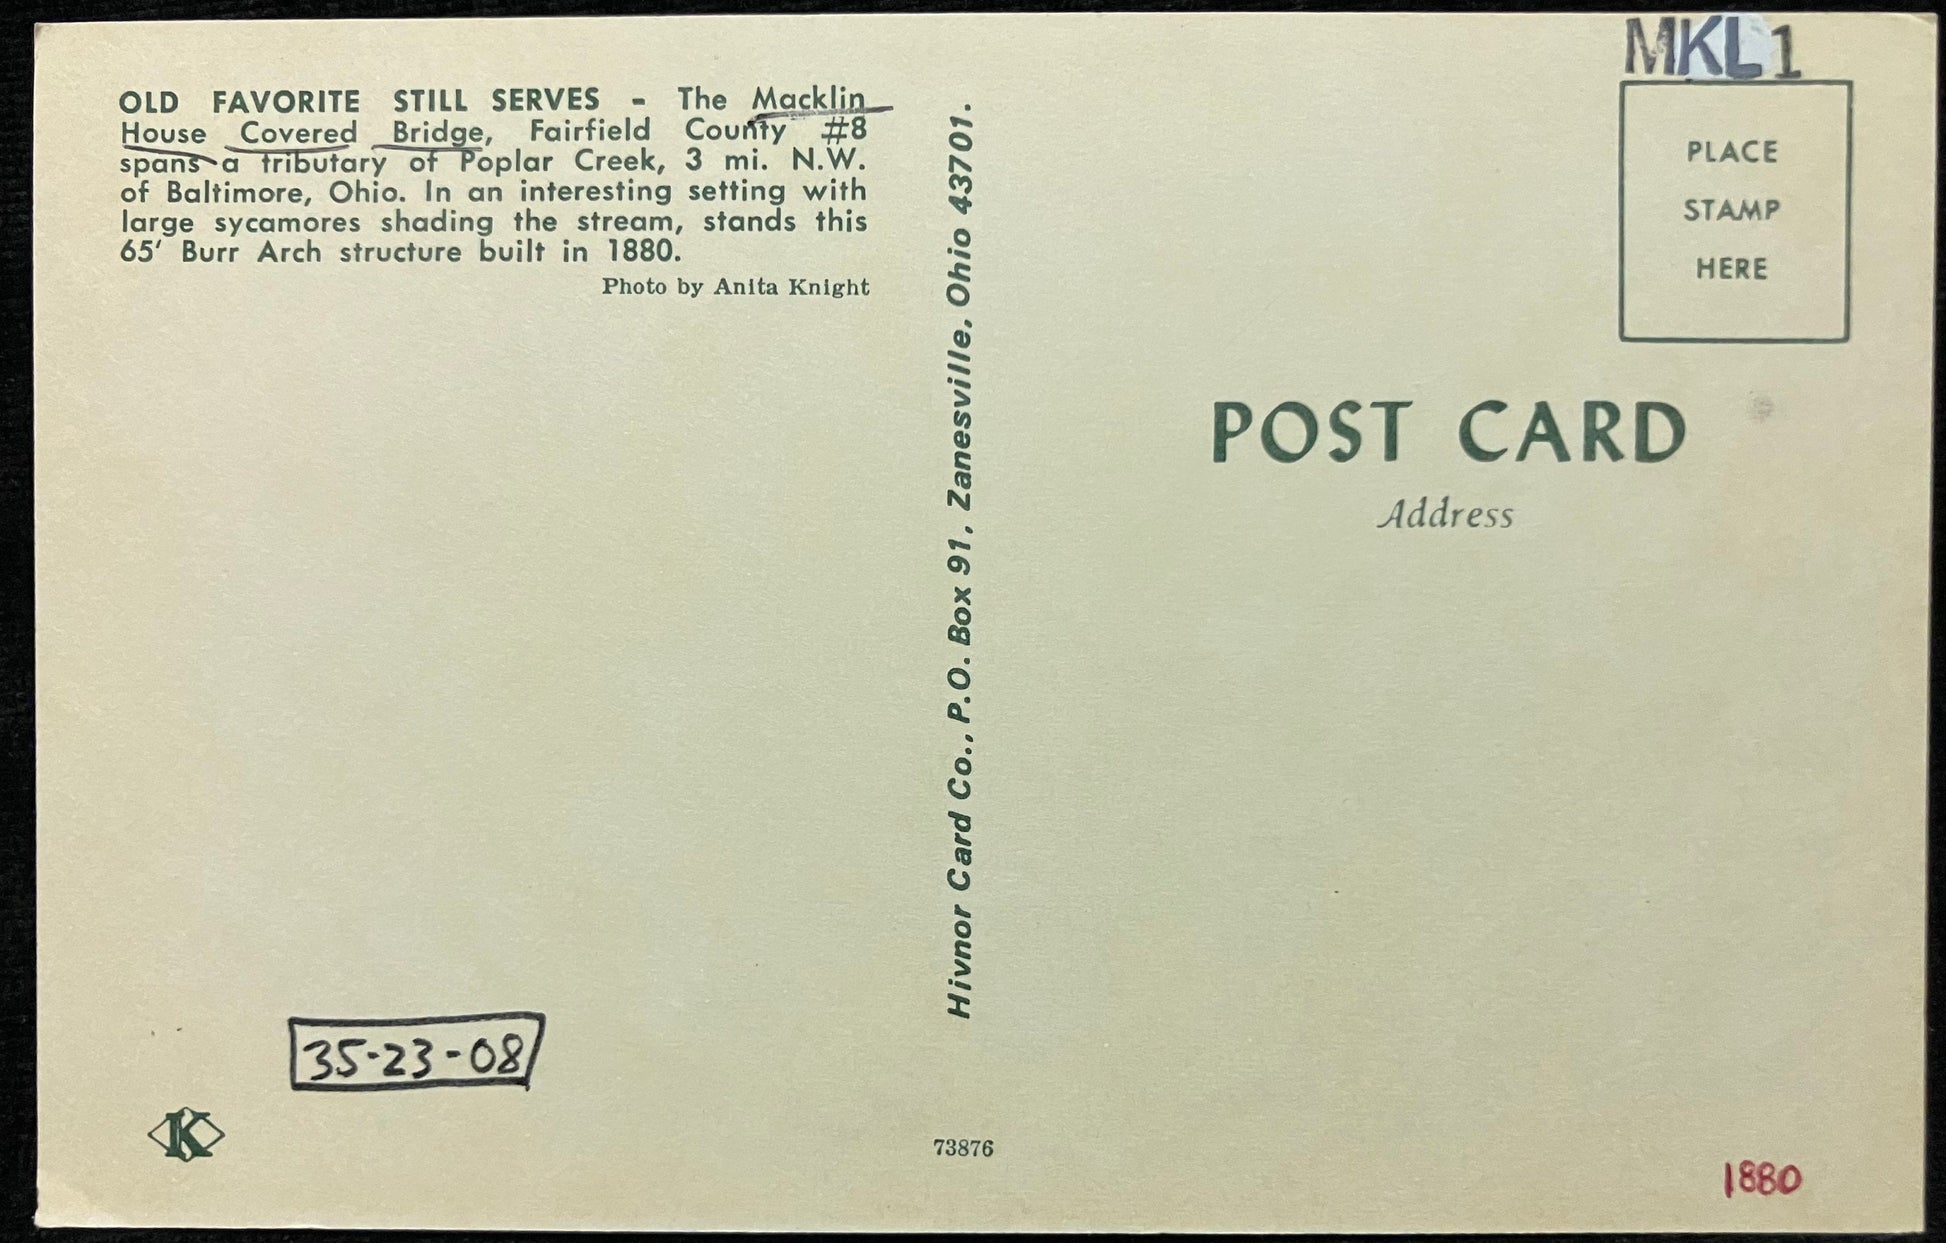 OLD FAVORITE STILL SERVES - The Macklin
House Covered Bridge, Fairfield County #8
spans a tributary of Poplar Creek, 3 mi. N.W.
of Baltimore, Ohio. In an interesting setting with
large sycamores shading the stream, stands this
65' Burr Arch structure built in 1880.
Photo by Anita Knight
35-23-08
K
Hivnor Card Co., P.O. Box 91, Zanesville, Ohio 43701.
73876
MKL1
PLACE
STAMP
HERE
POST CARD
Address
1880